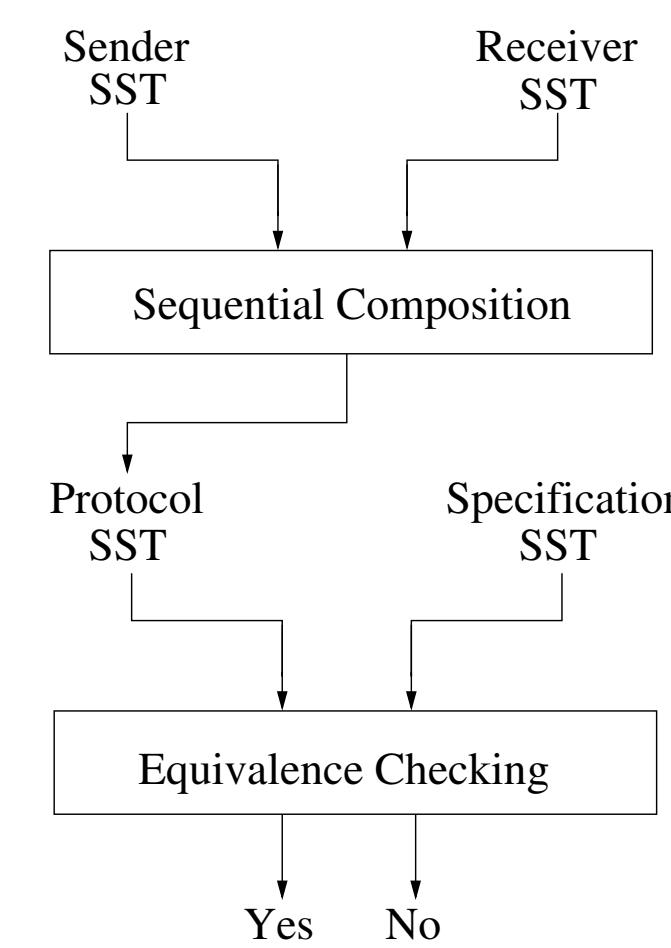 Sender
SST
Receiver
SST
Sequential Composition
Protocol
SST
Specification
SST
Equivalence Checking
Yes
No